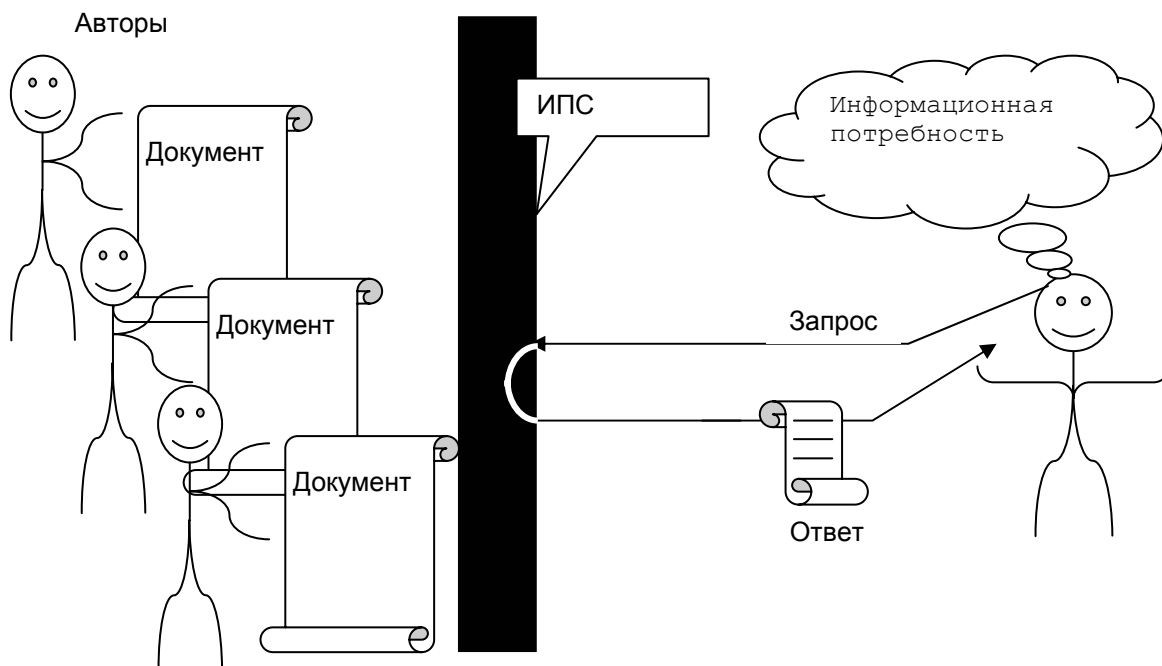 Авторы
Документ
Документ
Документ
ИПС
Информационная
потребность
Запрос
Ответ